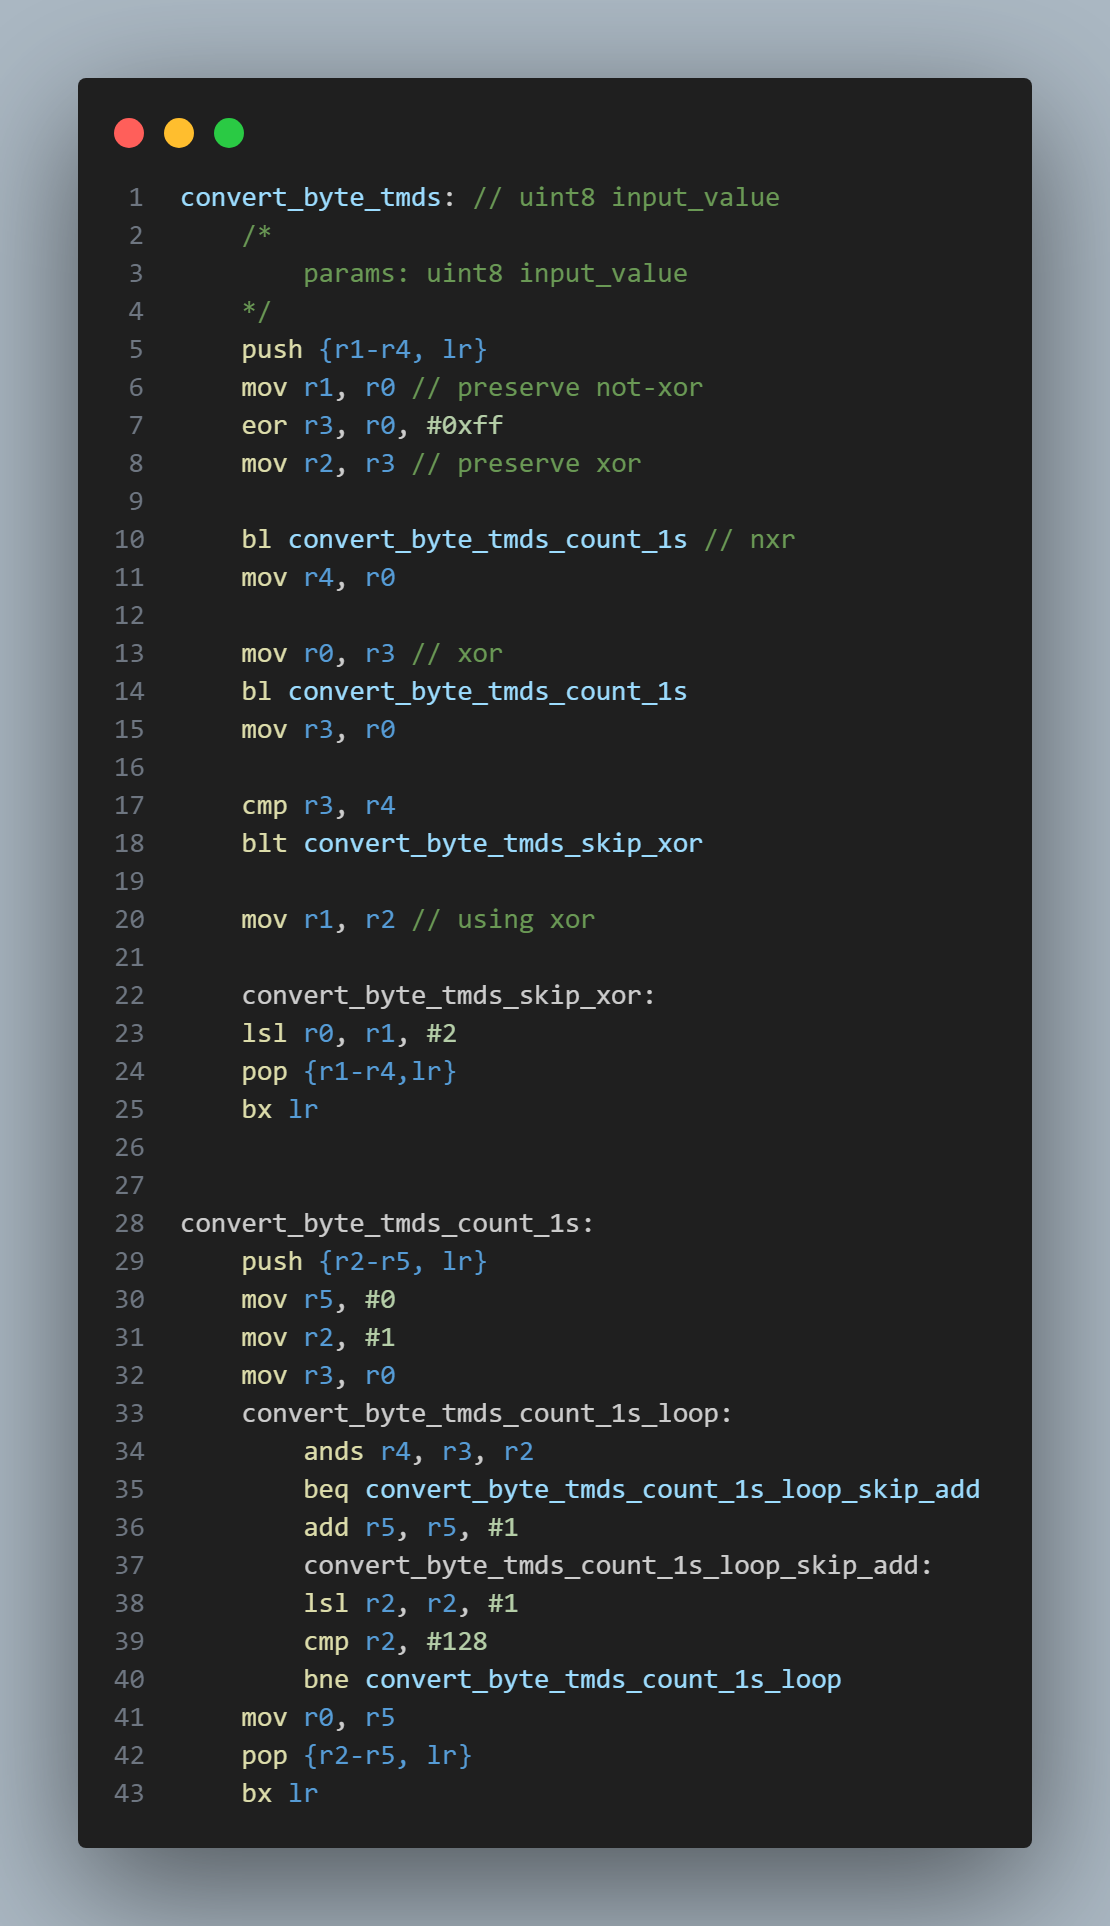 1 convert_byte_tmds: // uint8 input_value
2 /*
3 params: uint8 input_value
4 */
5 push {r1-r4, lr}
6 mov r1, r0 // preserve not-xor
7 eor r3, r0, #0xff
8 mov r2, r3 // preserve xor
9
10 bl convert_byte_tmds_count_1s // nxr
11 mov r4, r0
12
13 mov r0, r3 // xor
14 bl convert_byte_tmds_count_1s
15 mov r3, r0
16
17 cmp r3, r4
18 blt convert_byte_tmds_skip_xor
19
20 mov r1, r2 // using xor
21
22 convert_byte_tmds_skip_xor:
23 lsl r0, r1, #2
24 pop {r1-r4,lr}
25 bx lr
26
27
28 convert_byte_tmds_count_1s:
29 push {r2-r5, lr}
30 mov r5, #0
31 mov r2, #1
32 mov r3, r0
33 convert_byte_tmds_count_1s_loop:
34 ands r4, r3, r2
35 beq convert_byte_tmds_count_1s_loop_skip_add
36 add r5, r5, #1
37 convert_byte_tmds_count_1s_loop_skip_add:
38 lsl r2, r2, #1
39 cmp r2, #128
40 bne convert_byte_tmds_count_1s_loop
41 mov r0, r5
42 pop {r2-r5, lr}
43 bx lr